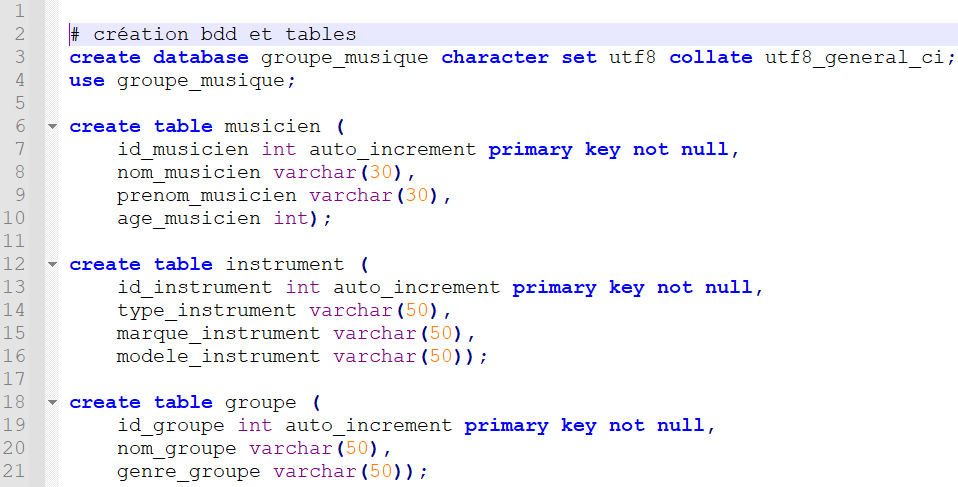 1
2 # création bdd et tables
3 create database groupe_musique character set utf8 collate utf8_general_ci;
4 use groupe_musique;
5
6 create table musicien (
7 id_musicien int auto_increment primary key not null,
8 nom_musicien varchar(30),
9 prenom_musicien varchar(30),
10 age_musicien int);
11
12 create table instrument (
13 id_instrument int auto_increment primary key not null,
14 type_instrument varchar(50),
15 marque_instrument varchar(50),
16 modele_instrument varchar(50));
17
18 create table groupe (
19 id_groupe int auto_increment primary key not null,
20 nom_groupe varchar(50),
21 genre_groupe varchar(50));